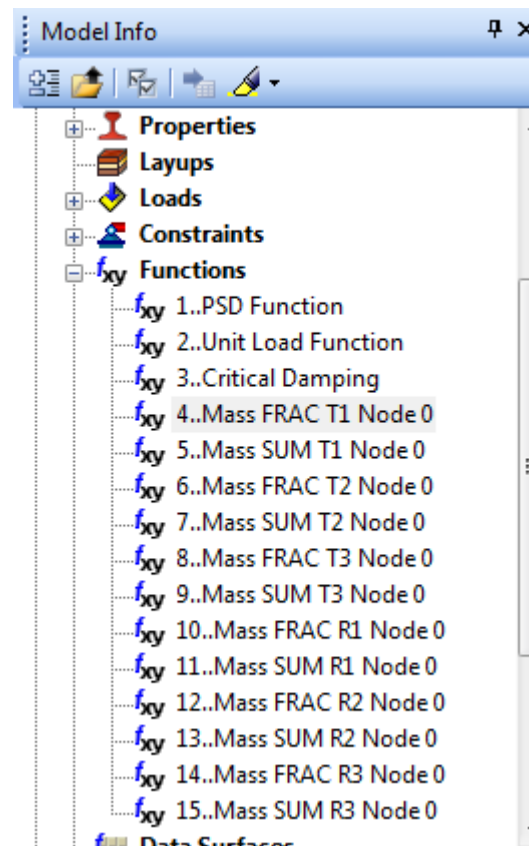 Model Info
Properties
Layups
Loads
Constraints
Functions
1..PSD Function
2..Unit Load Function
3..Critical Damping
4..Mass FRAC T1 Node 0
5..Mass SUM T1 Node 0
6..Mass FRAC T2 Node 0
7..Mass SUM T2 Node 0
8..Mass FRAC T3 Node 0
9..Mass SUM T3 Node 0
10..Mass FRAC R1 Node 0
11..Mass SUM R1 Node 0
12..Mass FRAC R2 Node 0
13..Mass SUM R2 Node 0
14..Mass FRAC R3 Node 0
15..Mass SUM R3 Node 0
Data Surfaces